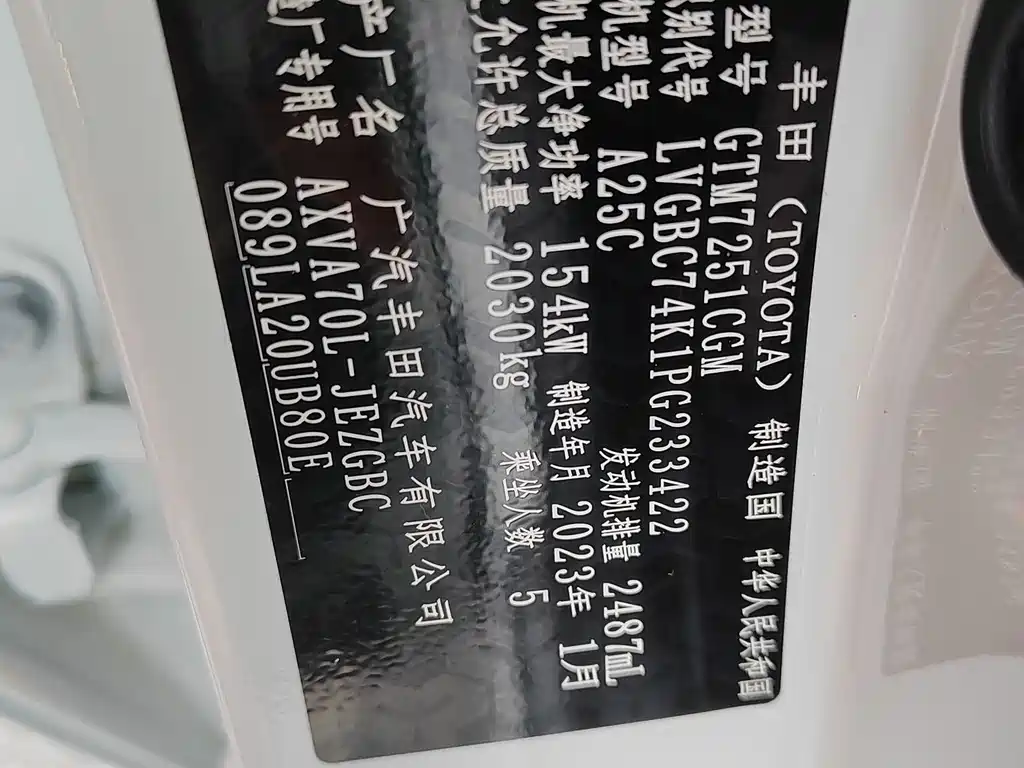 丰田 (TOYOTA) 制造国 中华人民共和国
型号 GTM7251CGM
识别代号 LVGBC74K1PG233422
机型号 A25C 发动机排量 2487mL
机最大净功率 154kW 制造年月 2023年 1月
允许总质量 2030kg 乘坐人数 5
产厂名 广汽丰田汽车有限公司
厂专用号 AXVA70L-JEZGBC
089LA20UB80E